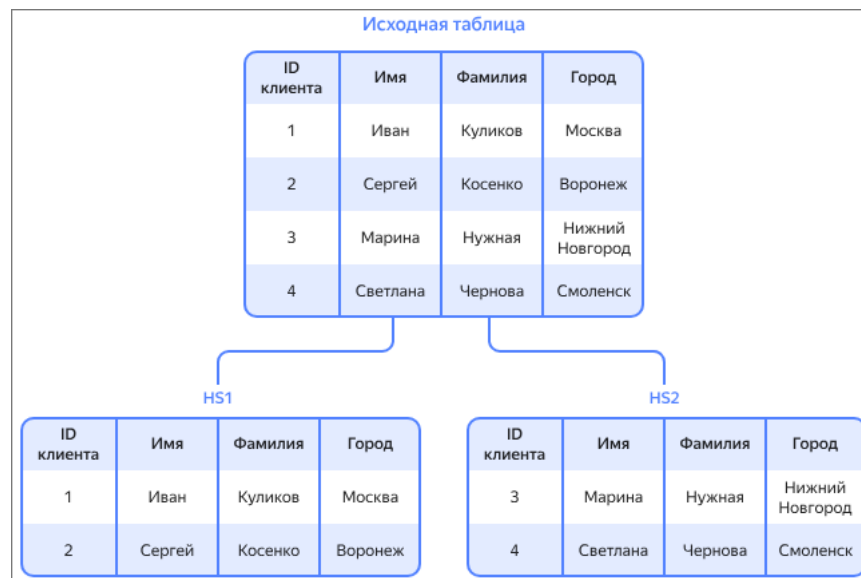 Исходная таблица
ID клиента Имя Фамилия Город
1 Иван Куликов Москва
2 Сергей Косенко Воронеж
3 Марина Нужная Нижний Новгород
4 Светлана Чернова Смоленск
HS1
ID клиента Имя Фамилия Город
1 Иван Куликов Москва
2 Сергей Косенко Воронеж
HS2
ID клиента Имя Фамилия Город
3 Марина Нужная Нижний Новгород
4 Светлана Чернова Смоленск